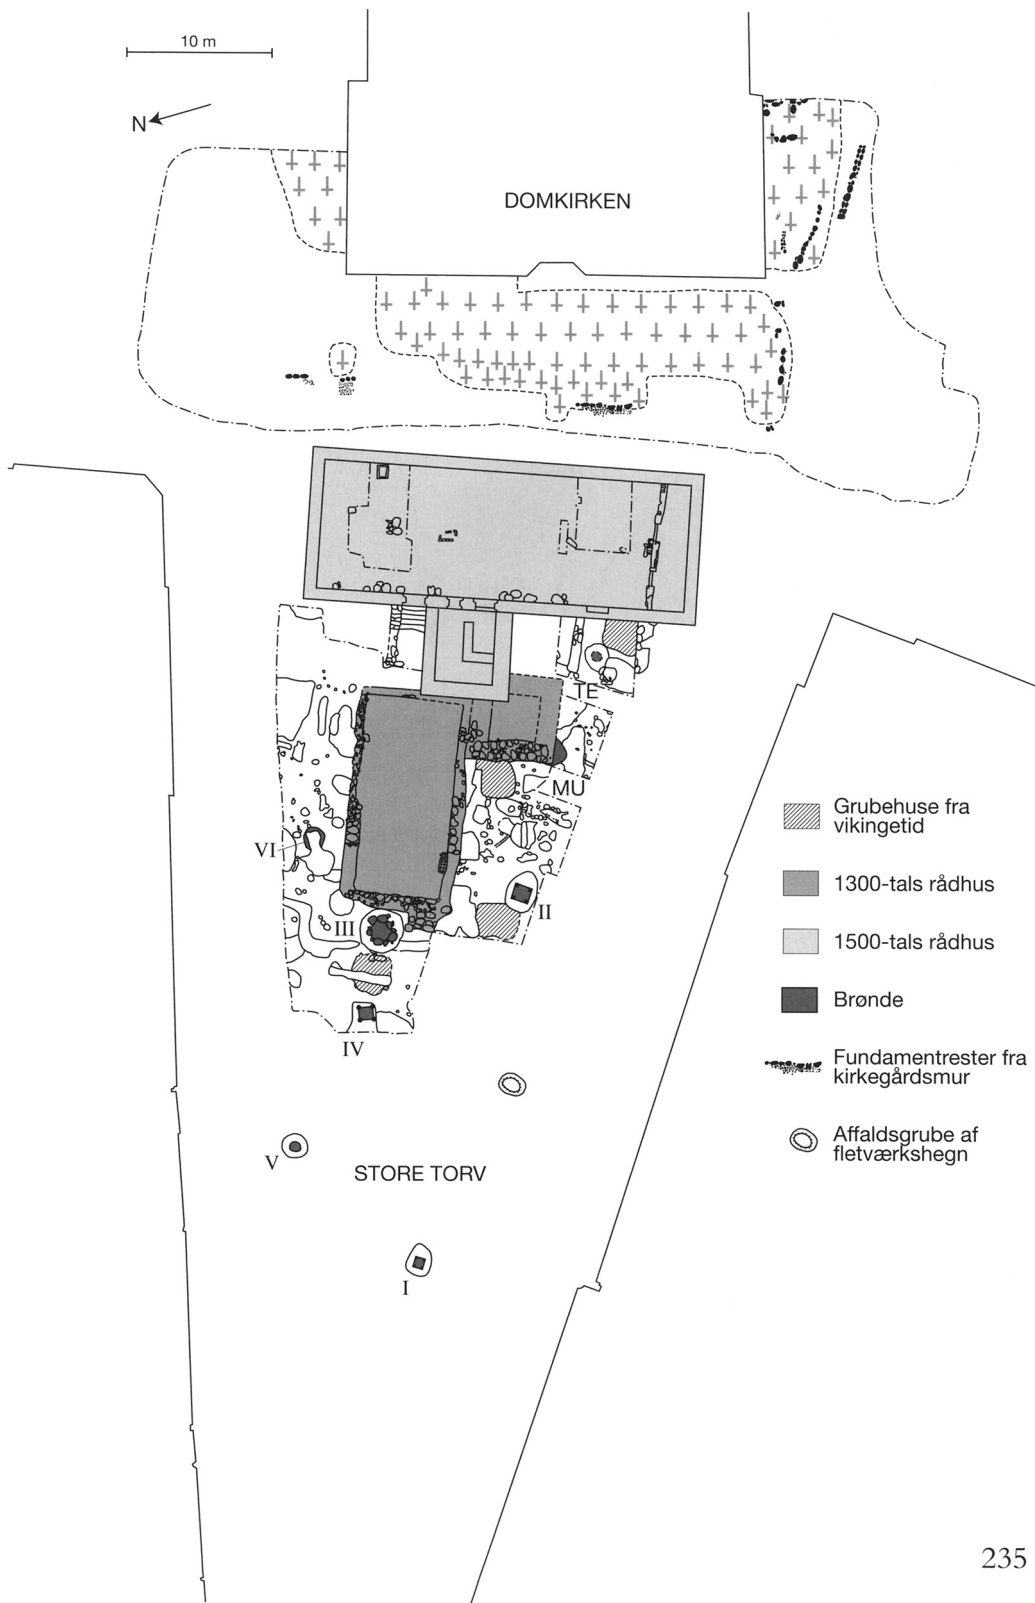 10 m
N
DOMKIRKEN
TE
MU
VI
II
III
IV
V
STORE TORV
I
Grubehuse fra
vikingetid
1300-tals rådhus
1500-tals rådhus
Brønde
Fundamentrester fra
kirkegårdsmur
Affaldsgrube af
fletværkshegn
235